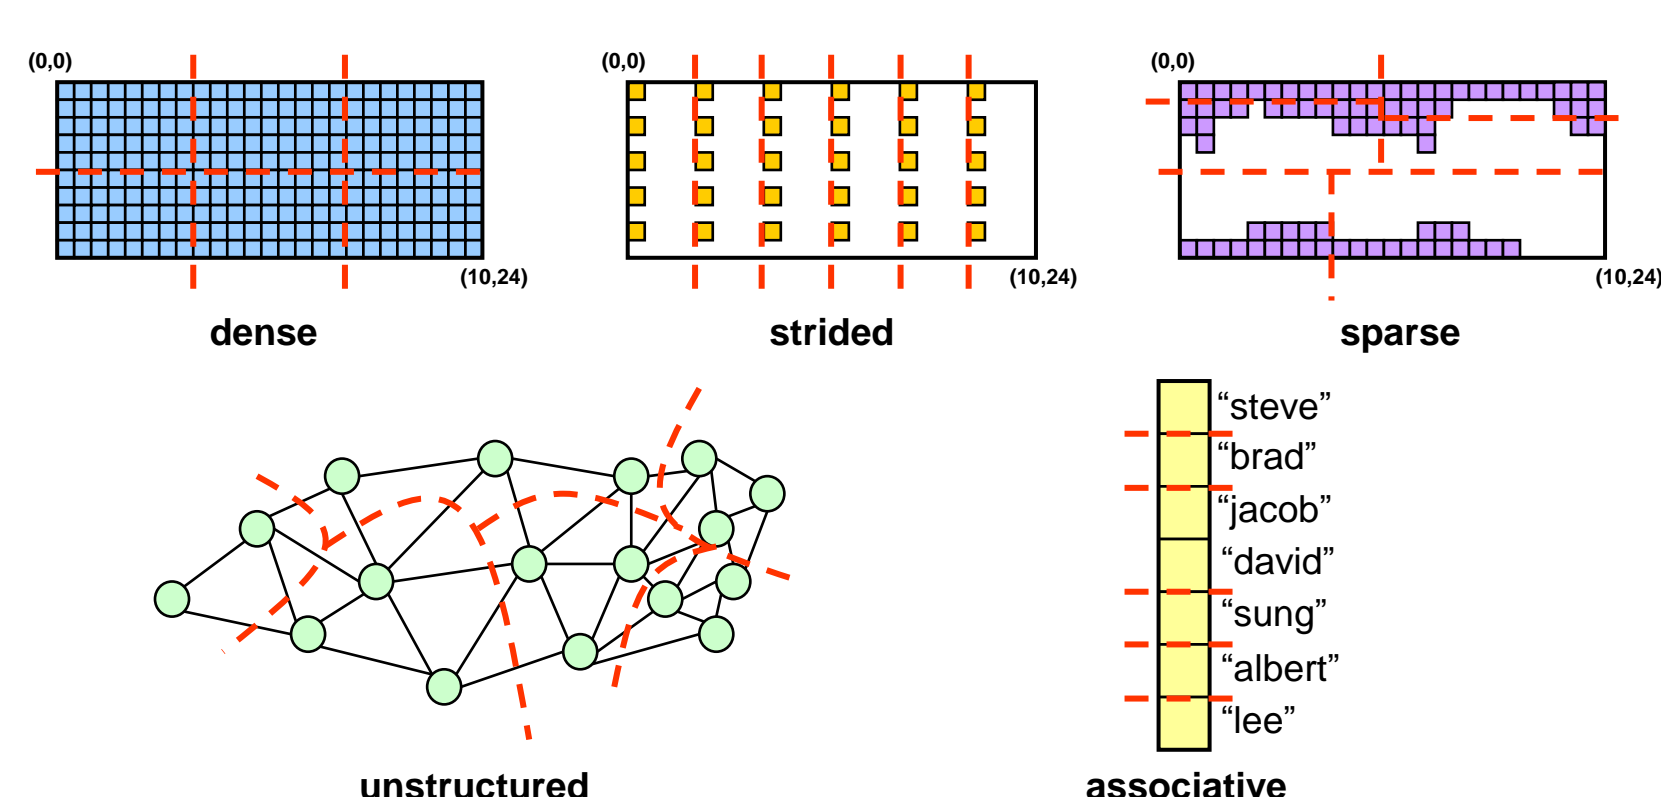 (0,0)
(0,0)
(0,0)
(10,24)
(10,24)
(10,24)
dense
strided
sparse
“steve”
“brad”
“jacob”
“david”
“sung”
“albert”
“lee”
unstructured
associative